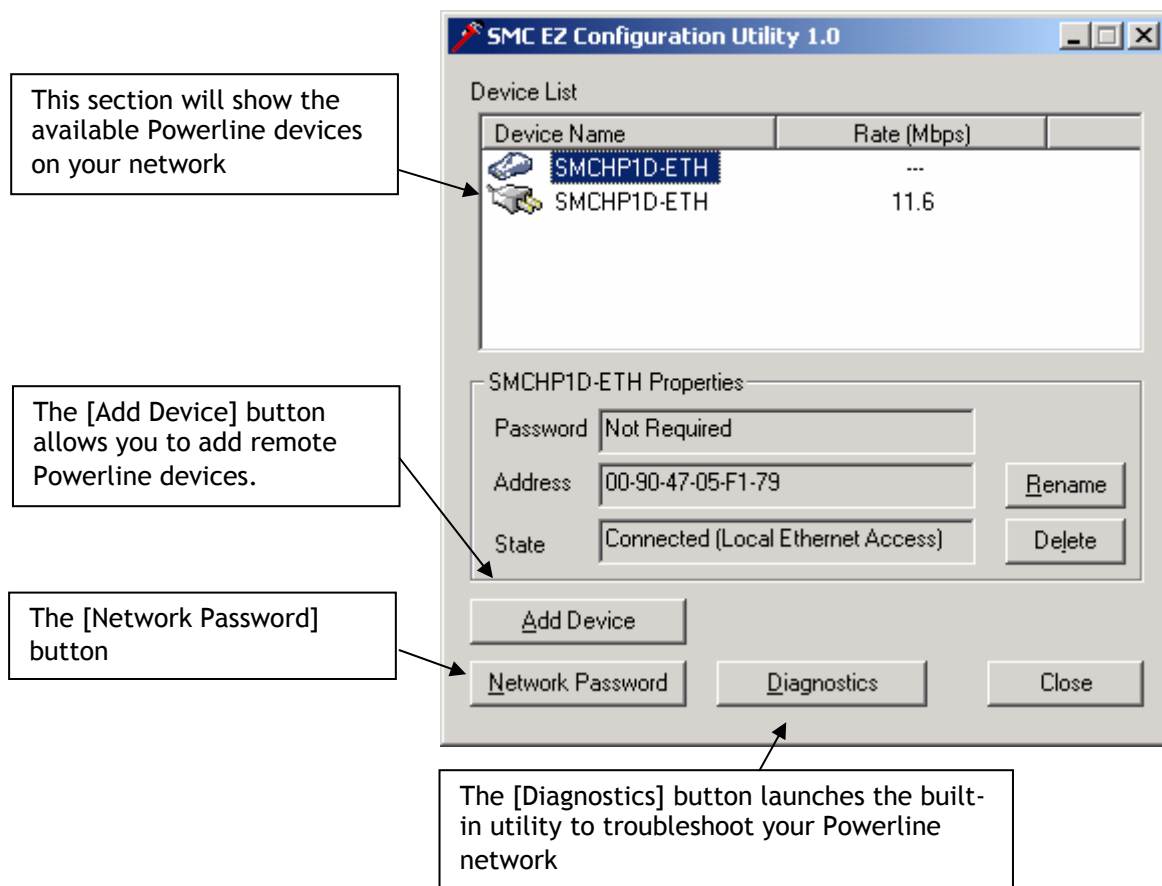 SMC EZ Configuration Utility 1.0
This section will show the
available Powerline devices
on your network
Device List
Device Name Rate (Mbps)
SMCHP1D-ETH ---
SMCHP1D-ETH 11.6
The [Add Device] button
allows you to add remote
Powerline devices.
SMCHP1D-ETH Properties
Password Not Required
Address 00-90-47-05-F1-79 Rename
State Connected (Local Ethernet Access) Delete
The [Network Password]
button
Add Device
Network Password Diagnostics Close
The [Diagnostics] button launches the built-
in utility to troubleshoot your Powerline
network